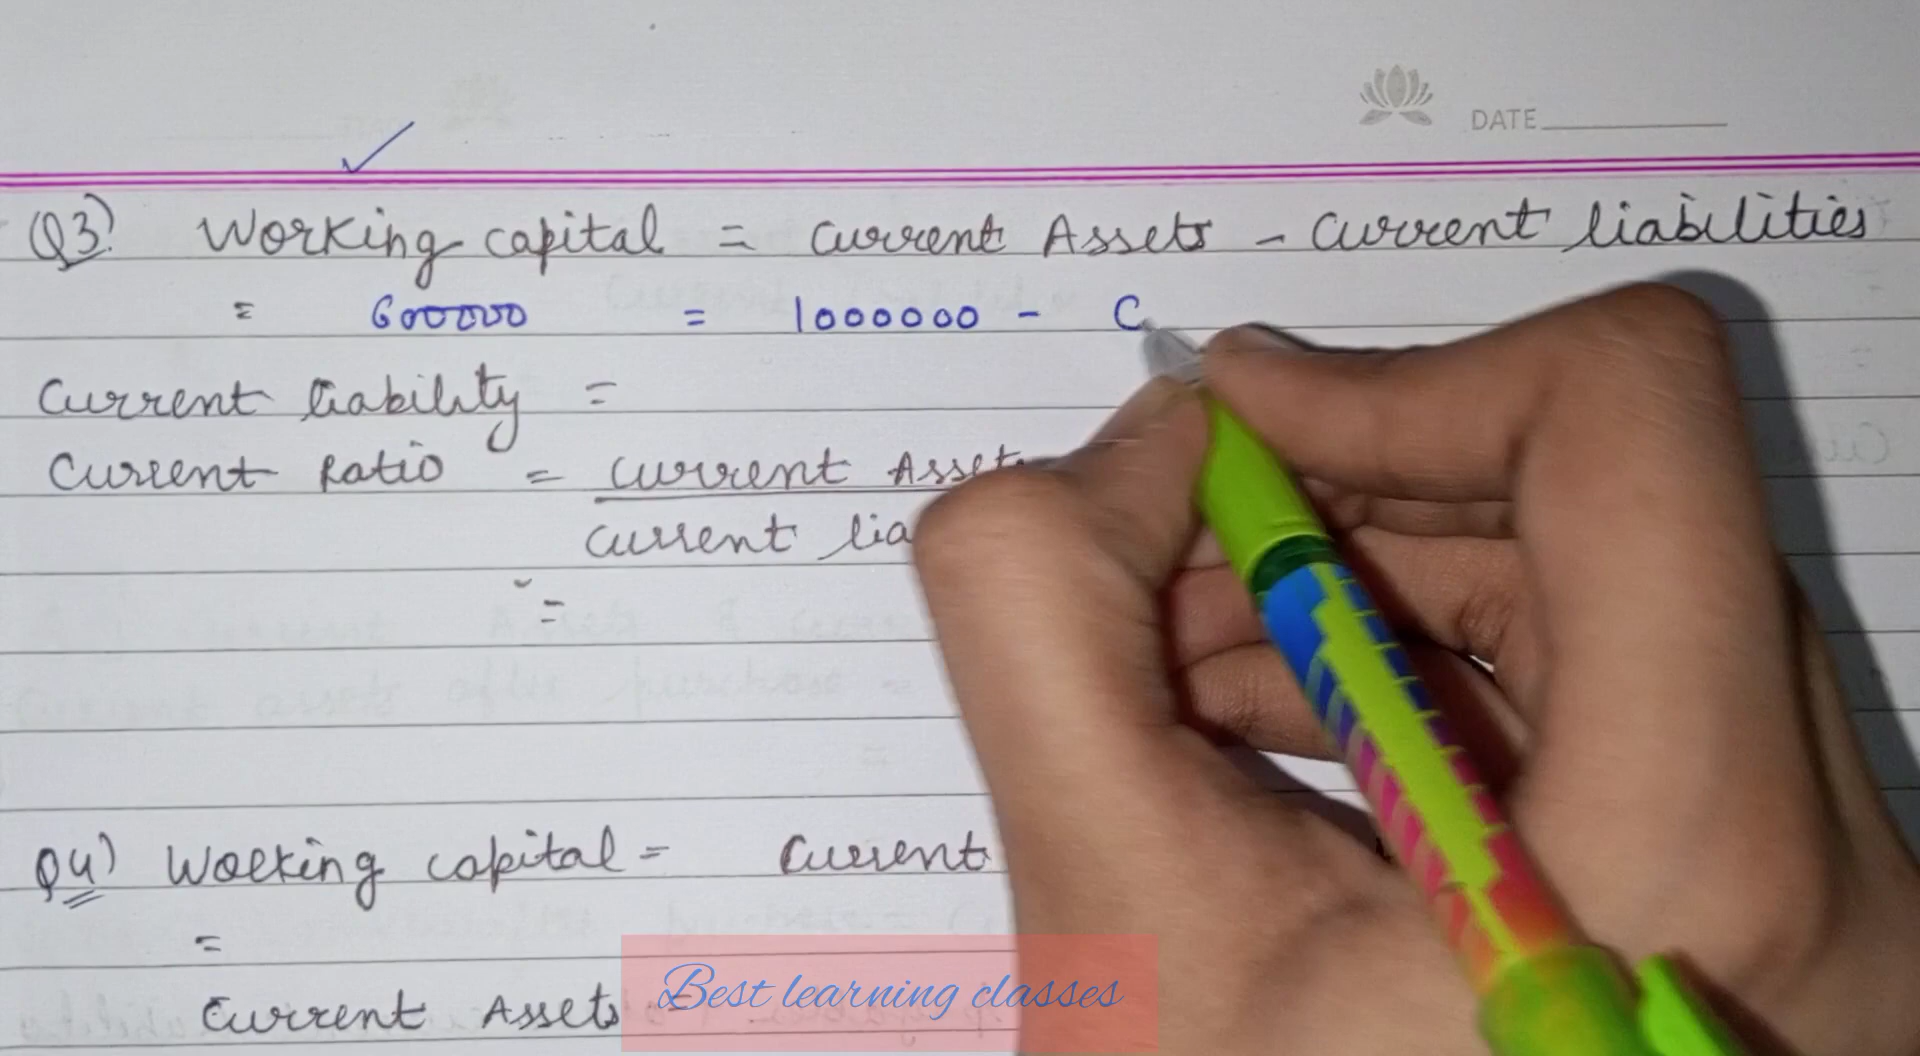 DATE
Q3) Working capital = Current Assets - Current liabilities
= 600000 = 1000000 - C
Current liability =
Current Ratio = Current Asset
Current lia
=
Q4) Working capital = Current
=
Current Assets =
Best learning classes